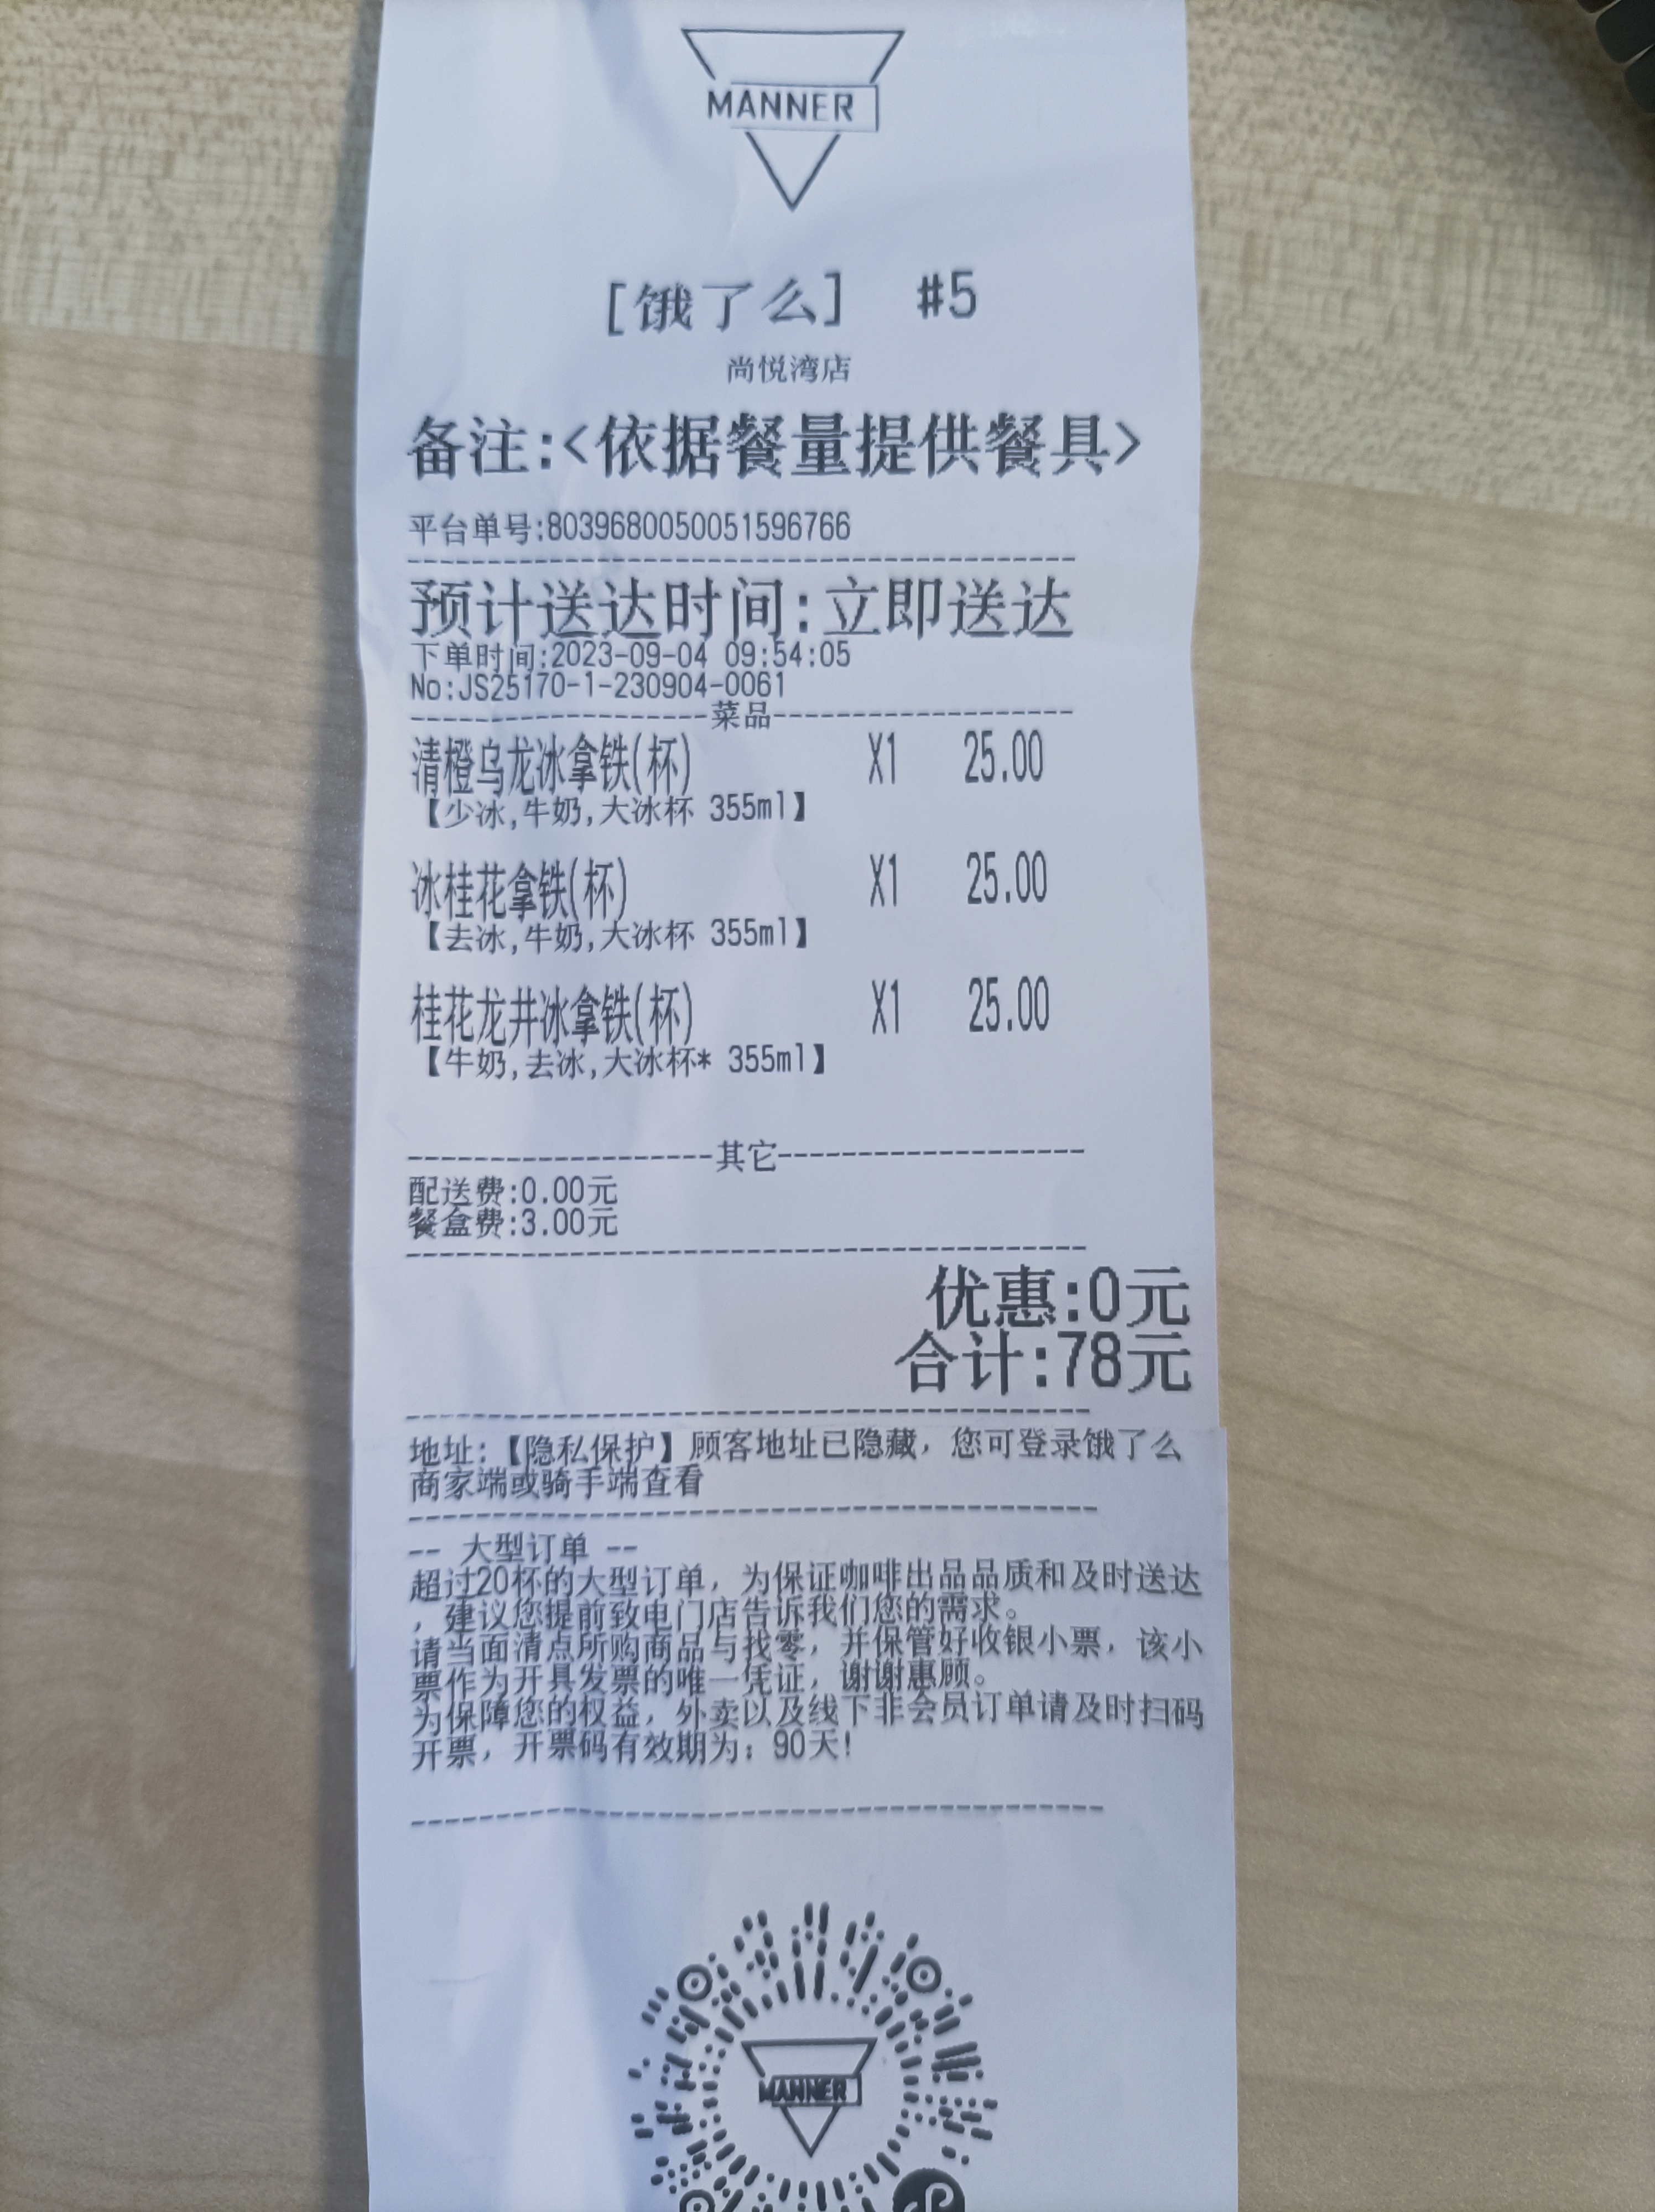 MANNER
[饿了么] #5
尚悦湾店
备注:<依据餐量提供餐具>
平台单号:8039680050051596766
预计送达时间:立即送达
下单时间:2023-09-04 09:54:05
No:JS25170-1-230904-0061
菜品
清橙乌龙冰拿铁(杯) X1 25.00
【少冰,牛奶,大冰杯 355ml】
冰桂花拿铁(杯) X1 25.00
【去冰,牛奶,大冰杯 355ml】
桂花龙井冰拿铁(杯) X1 25.00
【牛奶,去冰,大冰杯* 355ml】
其它
配送费:0.00元
餐盒费:3.00元
优惠:0元
合计:78元
地址:【隐私保护】顾客地址已隐藏，您可登录饿了么
商家端或骑手端查看
-- 大型订单 --
超过20杯的大型订单，为保证咖啡出品品质和及时送达
，建议您提前致电门店告诉我们您的需求。
请当面清点所购商品与找零，并保管好收银小票，该小
票作为开具发票的唯一凭证，谢谢惠顾。
为保障您的权益，外卖以及线下非会员订单请及时扫码
开票，开票码有效期为：90天!
MANNER